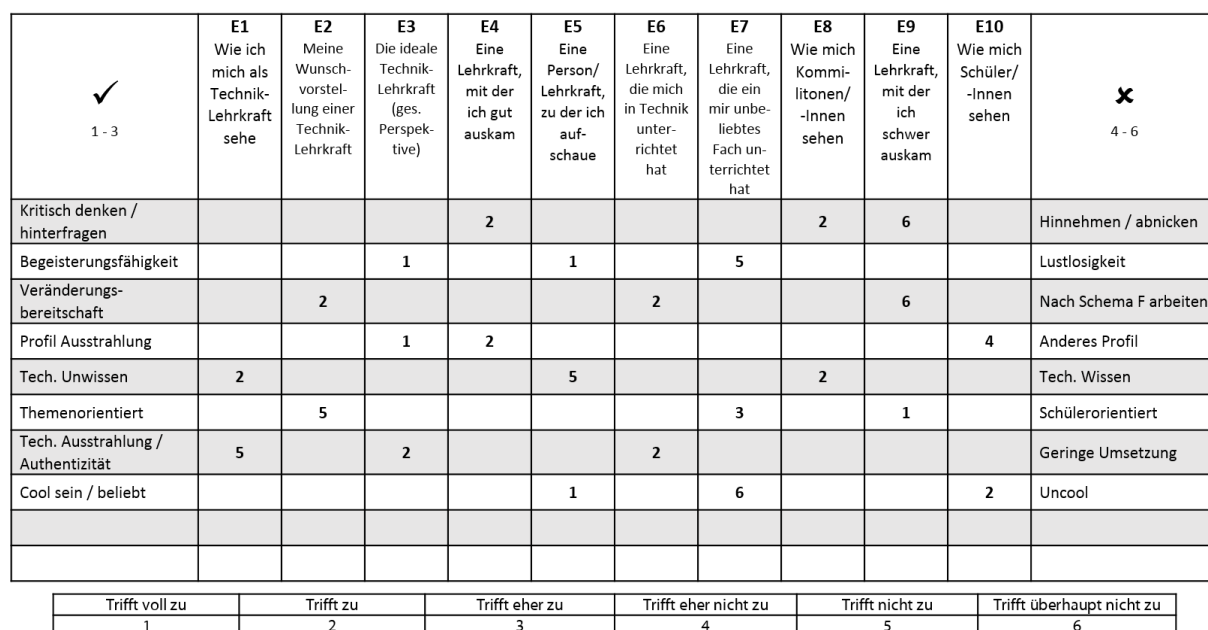 ✓
1 - 3
E1
Wie ich
mich als
Technik-
Lehrkraft
sehe
E2
Meine
Wunsch-
vorstel-
lung einer
Technik-
Lehrkraft
E3
Die ideale
Technik-
Lehrkraft
(ges.
Perspek-
tive)
E4
Eine
Lehrkraft,
mit der
ich gut
auskam
E5
Eine
Person/
Lehrkraft,
zu der ich
auf-
schaue
E6
Eine
Lehrkraft,
die mich
in Technik
unter-
richtet
hat
E7
Eine
Lehrkraft,
die ein
mir unbe-
liebtes
Fach un-
terrichtet
hat
E8
Wie mich
Kommi-
litonen/
-Innen
sehen
E9
Eine
Lehrkraft,
mit der
ich
schwer
auskam
E10
Wie mich
Schüler/
-Innen
sehen
✘
4 - 6
Kritisch denken /
hinterfragen
2 2 6 Hinnehmen / abnicken
Begeisterungsfähigkeit 1 1 5 Lustlosigkeit
Veränderungs-
bereitschaft
2 2 6 Nach Schema F arbeiten
Profil Ausstrahlung 1 2 4 Anderes Profil
Tech. Unwissen 2 5 2 Tech. Wissen
Themenorientiert 5 3 1 Schülerorientiert
Tech. Ausstrahlung /
Authentizität
5 2 2 Geringe Umsetzung
Cool sein / beliebt 1 6 2 Uncool
Trifft voll zu Trifft zu Trifft eher zu Trifft eher nicht zu Trifft nicht zu Trifft überhaupt nicht zu
1 2 3 4 5 6